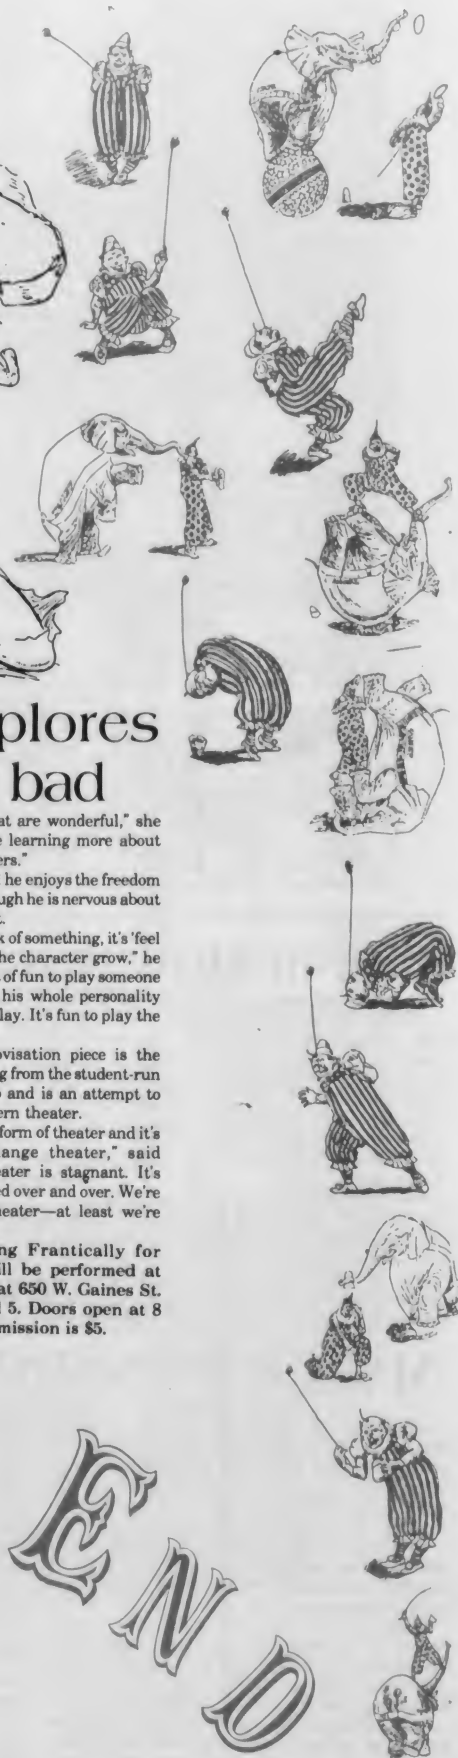 plores
bad
at are wonderful," she
e learning more about
ers."
he enjoys the freedom
ugh he is nervous about
t.
k of something, it's 'feel
he character grow," he
of fun to play someone
his whole personality
lay. It's fun to play the
ovisation piece is the
g from the student-run
and is an attempt to
ern theater.
form of theater and it's
ange theater," said
eater is stagnant. It's
ed over and over. We're
heater—at least we're
ng Frantically for
ill be performed at
at 650 W. Gaines St.
5. Doors open at 8
mission is $5.
END